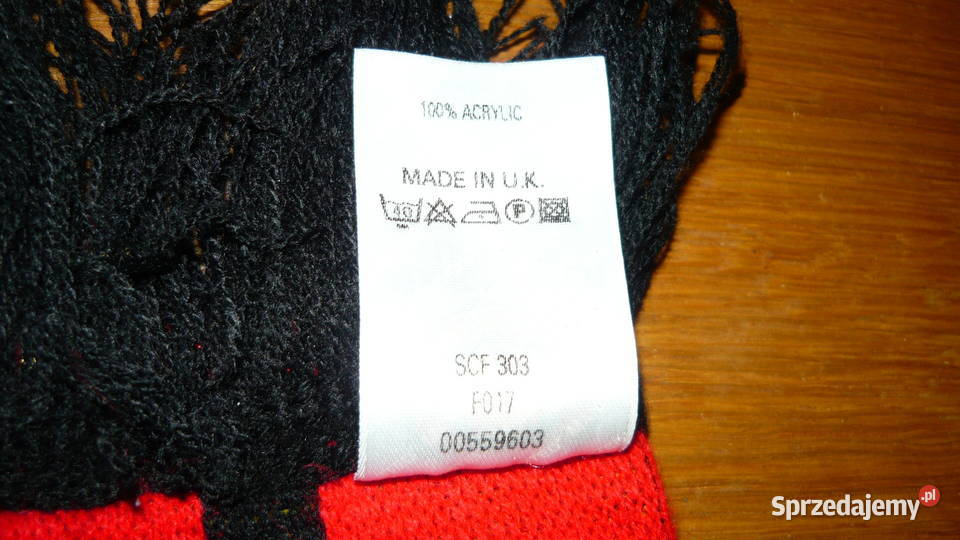 100% ACRYLIC
MADE IN U.K.
40 P
SCF 303
F017
00559603
Sprzedajemy.pl